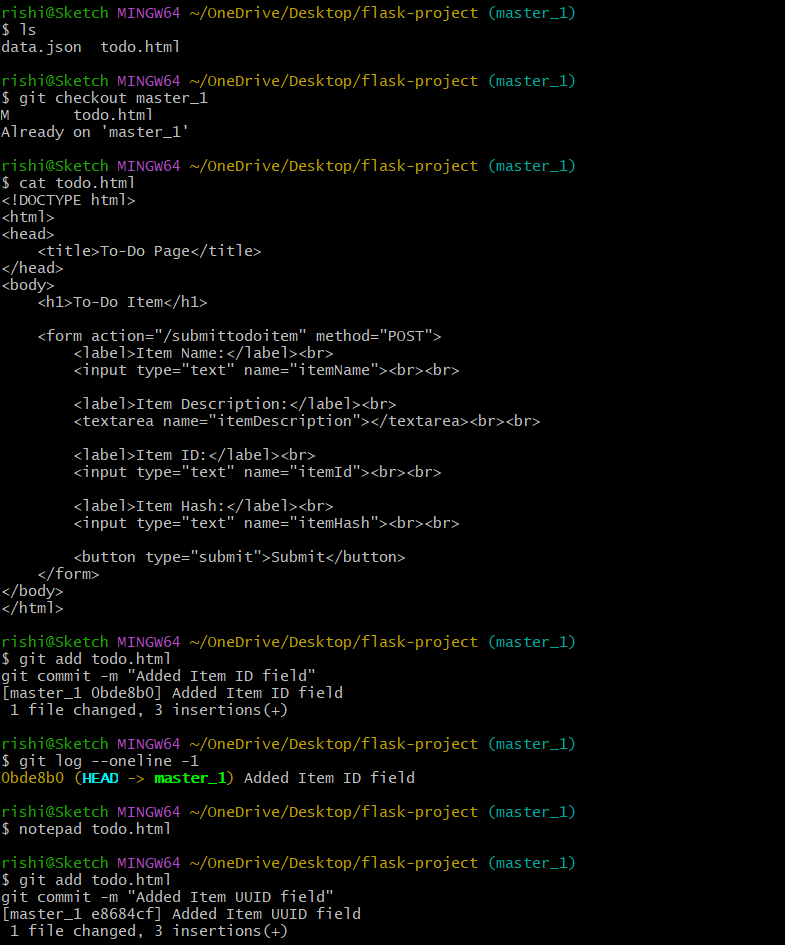 rishi@Sketch MINGW64 ~/OneDrive/Desktop/flask-project (master_1)
$ ls
data.json  todo.html

rishi@Sketch MINGW64 ~/OneDrive/Desktop/flask-project (master_1)
$ git checkout master_1
M       todo.html
Already on 'master_1'

rishi@Sketch MINGW64 ~/OneDrive/Desktop/flask-project (master_1)
$ cat todo.html
<!DOCTYPE html>
<html>
<head>
    <title>To-Do Page</title>
</head>
<body>
    <h1>To-Do Item</h1>

    <form action="/submittodoitem" method="POST">
        <label>Item Name:</label><br>
        <input type="text" name="itemName"><br><br>

        <label>Item Description:</label><br>
        <textarea name="itemDescription"></textarea><br><br>

        <label>Item ID:</label><br>
        <input type="text" name="itemId"><br><br>

        <label>Item Hash:</label><br>
        <input type="text" name="itemHash"><br><br>

        <button type="submit">Submit</button>
    </form>
</body>
</html>

rishi@Sketch MINGW64 ~/OneDrive/Desktop/flask-project (master_1)
$ git add todo.html
git commit -m "Added Item ID field"
[master_1 0bde8b0] Added Item ID field
 1 file changed, 3 insertions(+)

rishi@Sketch MINGW64 ~/OneDrive/Desktop/flask-project (master_1)
$ git log --oneline -1
0bde8b0 (HEAD -> master_1) Added Item ID field

rishi@Sketch MINGW64 ~/OneDrive/Desktop/flask-project (master_1)
$ notepad todo.html

rishi@Sketch MINGW64 ~/OneDrive/Desktop/flask-project (master_1)
$ git add todo.html
git commit -m "Added Item UUID field"
[master_1 e8684cf] Added Item UUID field
 1 file changed, 3 insertions(+)